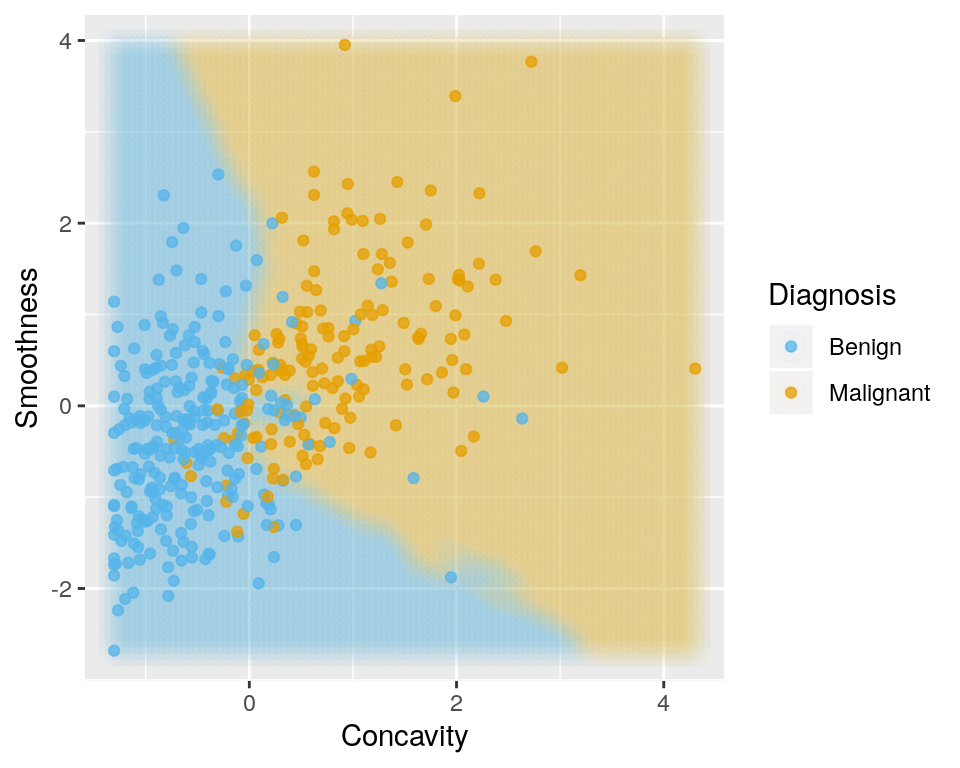 4
2
0
-2
Smoothness
0 2 4
Concavity
Diagnosis
Benign
Malignant